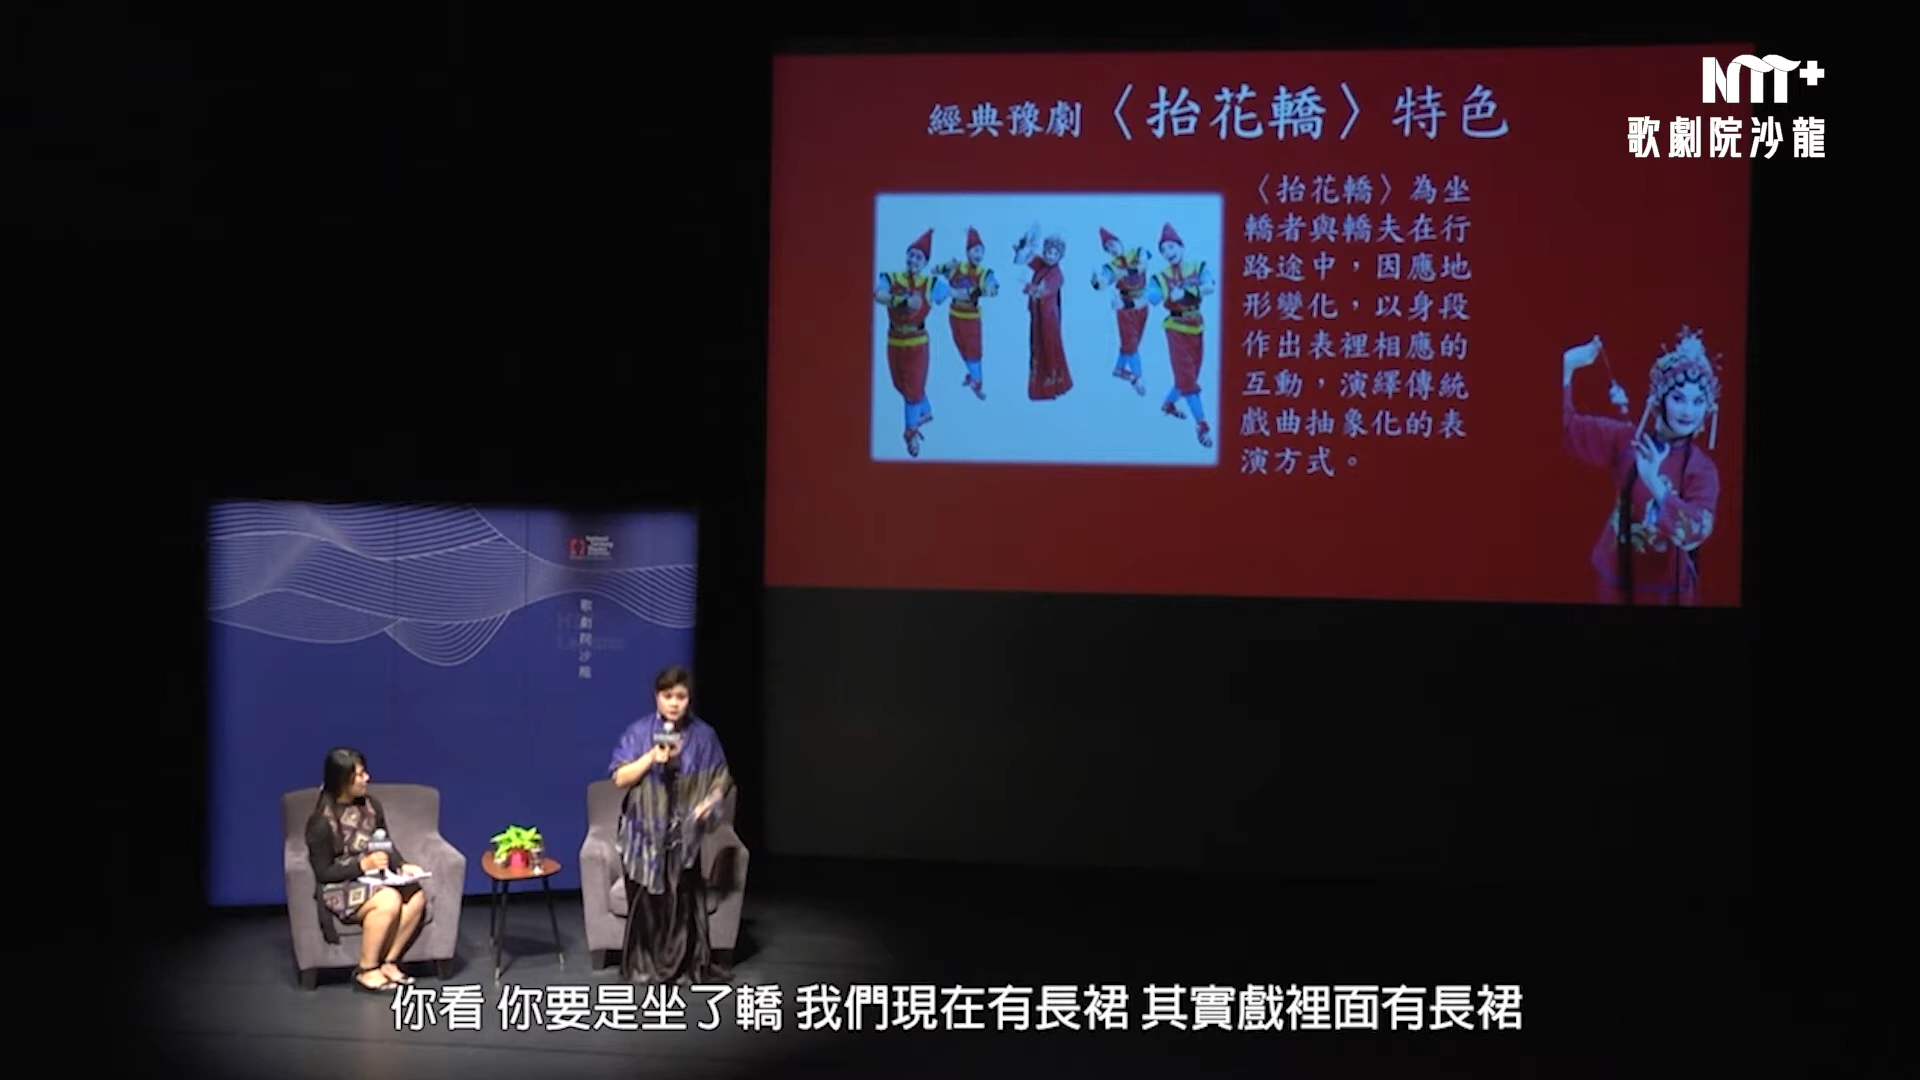 NTT+
歌劇院沙龍
經典豫劇〈抬花轎〉特色
〈抬花轎〉為坐
轎者與轎夫在行
路途中，因應地
形變化，以身段
作出表裡相應的
互動，演繹傳統
戲曲抽象化的表
演方式。
National
Taichung
Theater
歌劇院沙龍
你看 你要是坐了轎 我們現在有長裙 其實戲裡面有長裙